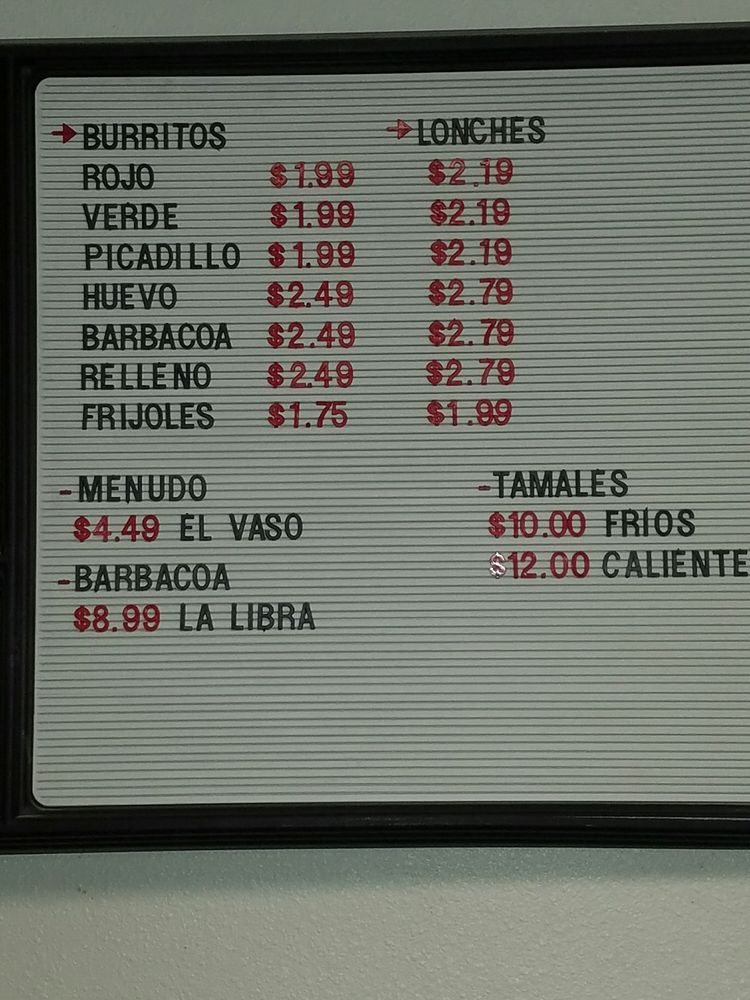 →BURRITOS →LONCHES
ROJO $1.99 $2.19
VERDE $1.99 $2.19
PICADILLO $1.99 $2.19
HUEVO $2.49 $2.79
BARBACOA $2.49 $2.79
RELLENO $2.49 $2.79
FRIJOLES $1.75 $1.99
-MENUDO
$4.49 EL VASO
-BARBACOA
$8.99 LA LIBRA
-TAMALES
$10.00 FRIOS
$12.00 CALIENTE